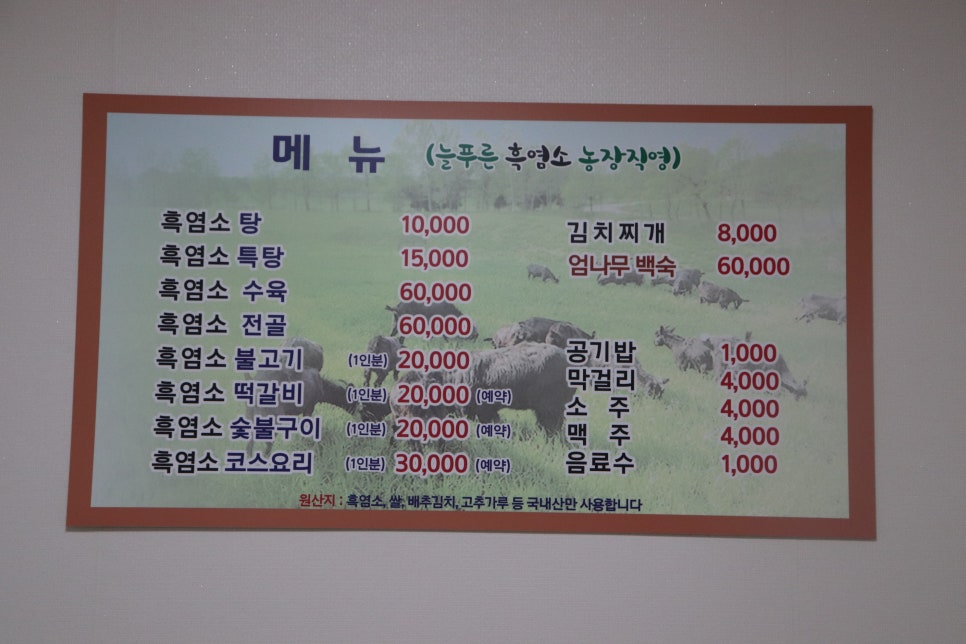 메 뉴 (늘푸른 흑염소 농장직영)
흑염소 탕 10,000
흑염소 특탕 15,000
흑염소 수육 60,000
흑염소 전골 60,000
흑염소 불고기 (1인분) 20,000
흑염소 떡갈비 (1인분) 20,000 (예약)
흑염소 숯불구이 (1인분) 20,000 (예약)
흑염소 코스요리 (1인분) 30,000 (예약)
김치찌개 8,000
엄나무 백숙 60,000
공기밥 1,000
막걸리 4,000
소 주 4,000
맥 주 4,000
음료수 1,000
원산지 : 흑염소, 쌀, 배추김치, 고추가루 등 국내산만 사용합니다